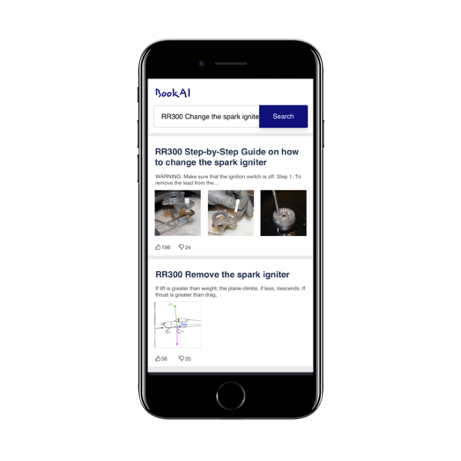 BookAI
RR300 Change the spark ignite
Search
RR300 Step-by-Step Guide on how
to change the spark igniter
WARNING: Make sure that the ignition switch is off. Step 1: To
remove the lead from the...
198
24
RR300 Remove the spark igniter
If lift is greater than weight, the plane climbs, if less, descends. If
thrust is greater than drag,
56
25